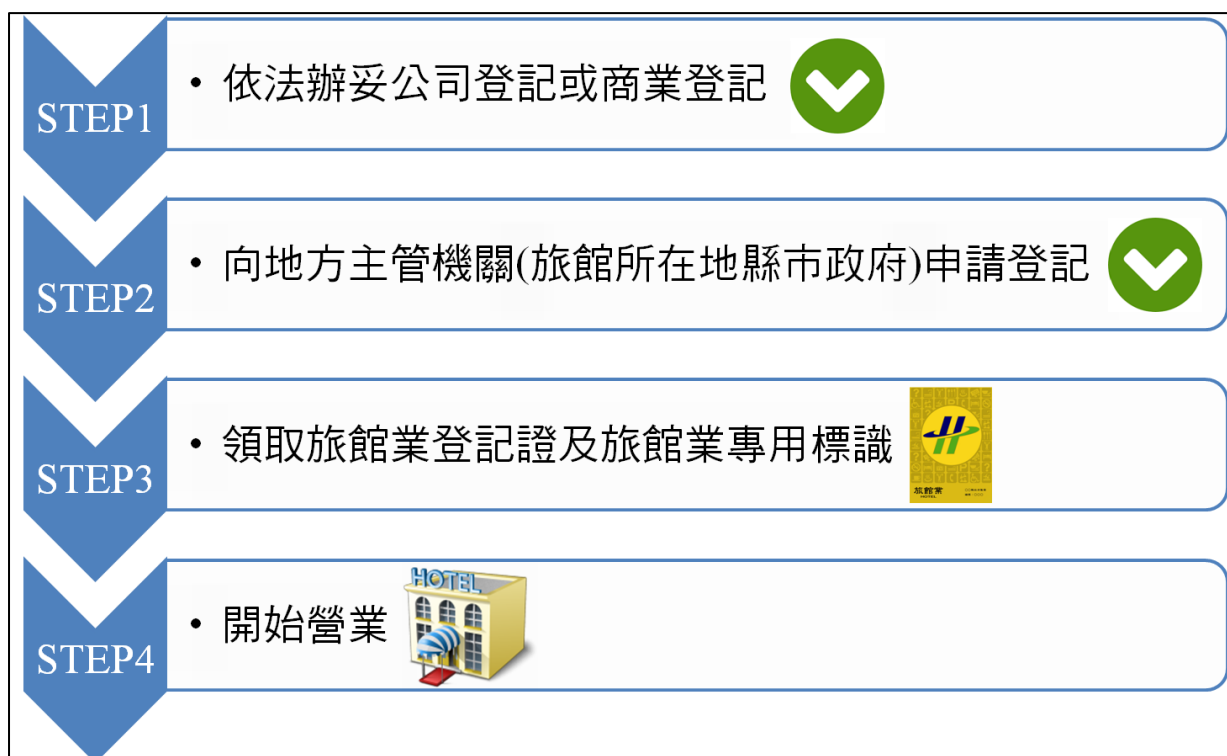 STEP1
• 依法辦妥公司登記或商業登記
STEP2
• 向地方主管機關(旅館所在地縣市政府)申請登記
STEP3
• 領取旅館業登記證及旅館業專用標識
旅館業
HOTEL
STEP4
• 開始營業
HOTEL